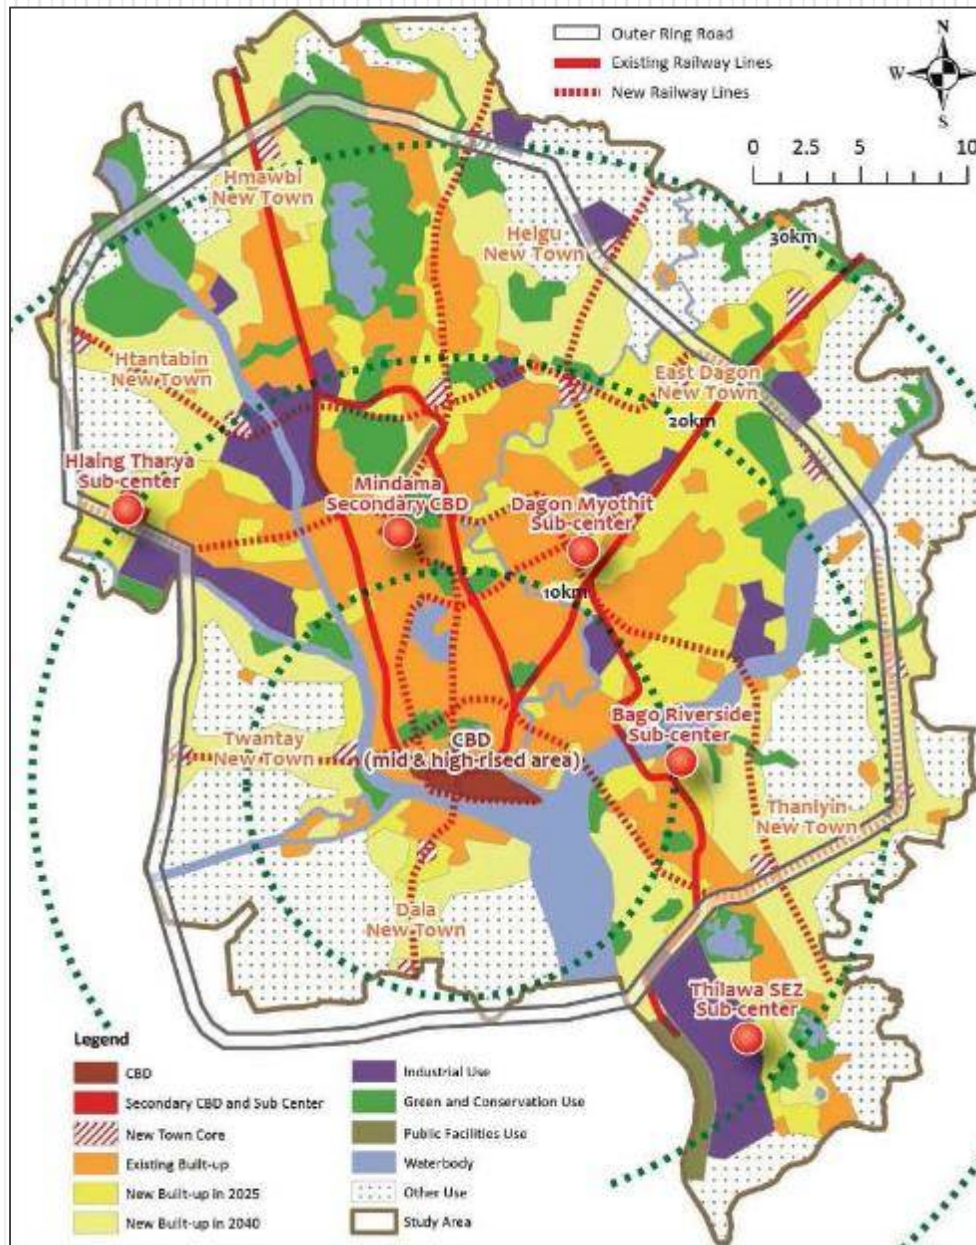 Outer Ring Road
Existing Railway Lines
New Railway Lines
N
W
E
S
0 2.5 5 10
Hmawbi
New Town
Helgu
New Town
30km
Htantabin
New Town
East Dagon
New Town
20km
Hlaing Tharya
Sub-center
Mindama
Secondary CBD
Dagon Myothit
Sub-center
10km
Bago Riverside
Sub-center
Twantay
New Town
CBD
(mid & high-rised area)
Thanlyin
New Town
Dala
New Town
Thilawa SEZ
Sub-center
Legend
CBD
Secondary CBD and Sub Center
New Town Core
Existing Built-up
New Built-up in 2025
New Built-up in 2040
Industrial Use
Green and Conservation Use
Public Facilities Use
Waterbody
Other Use
Study Area